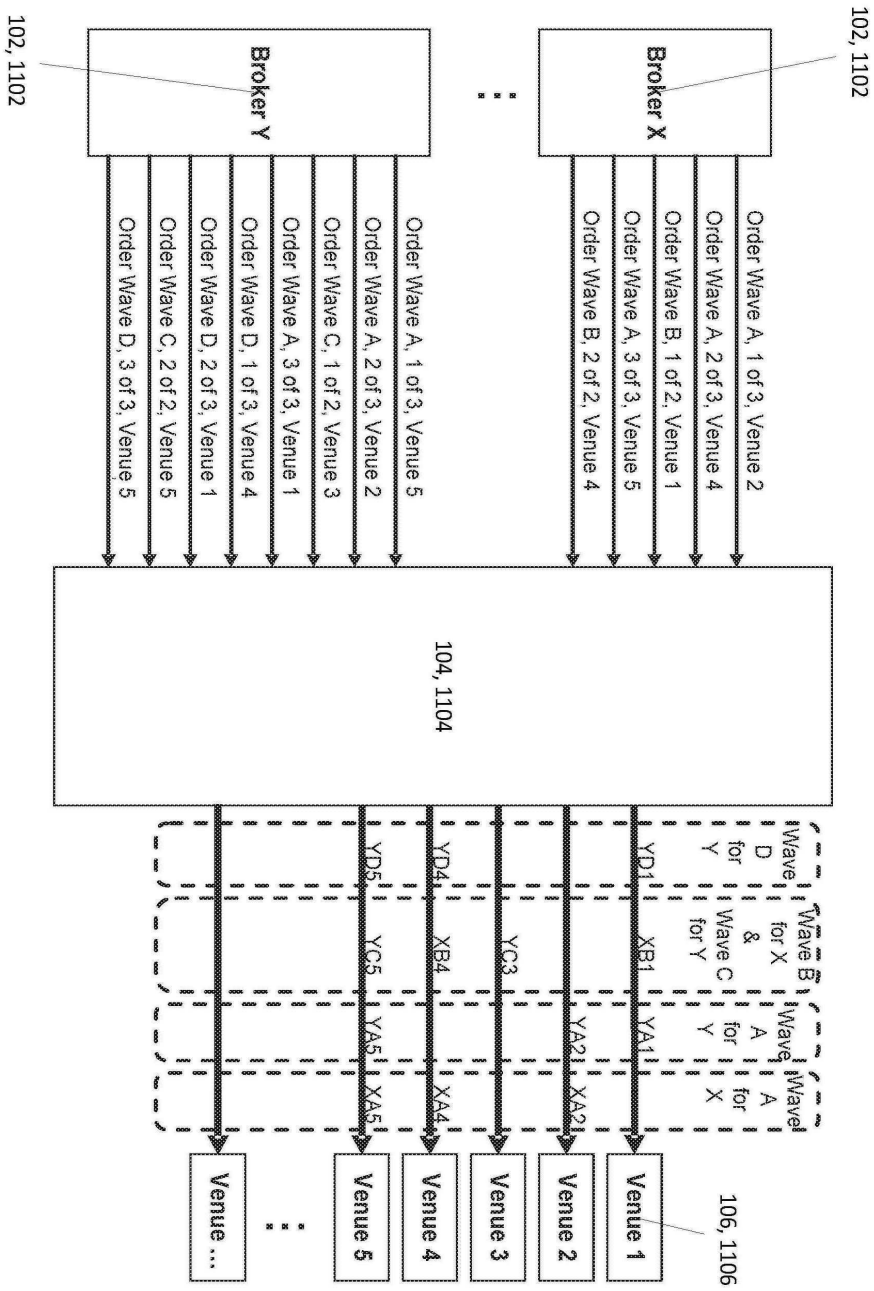 102, 1102
Broker X
Order Wave A, 1 of 3, Venue 2
Order Wave A, 2 of 3, Venue 4
Order Wave B, 1 of 2, Venue 1
Order Wave A, 3 of 3, Venue 5
Order Wave B, 2 of 2, Venue 4
102, 1102
Broker Y
Order Wave A, 1 of 3, Venue 5
Order Wave A, 2 of 3, Venue 2
Order Wave C, 1 of 2, Venue 3
Order Wave A, 3 of 3, Venue 1
Order Wave D, 1 of 3, Venue 4
Order Wave D, 2 of 3, Venue 1
Order Wave C, 2 of 2, Venue 5
Order Wave D, 3 of 3, Venue 5
104, 1104
Wave
D
for
Y
YD1
YD4
YD5
Wave B
for X
&
Wave C
for Y
XB1
YC3
XB4
YC5
Wave
A
for
Y
YA1
YA2
YA5
Wave
A
for
X
XA2
XA4
XA5
106, 1106
Venue 1
Venue 2
Venue 3
Venue 4
Venue 5
Venue ...